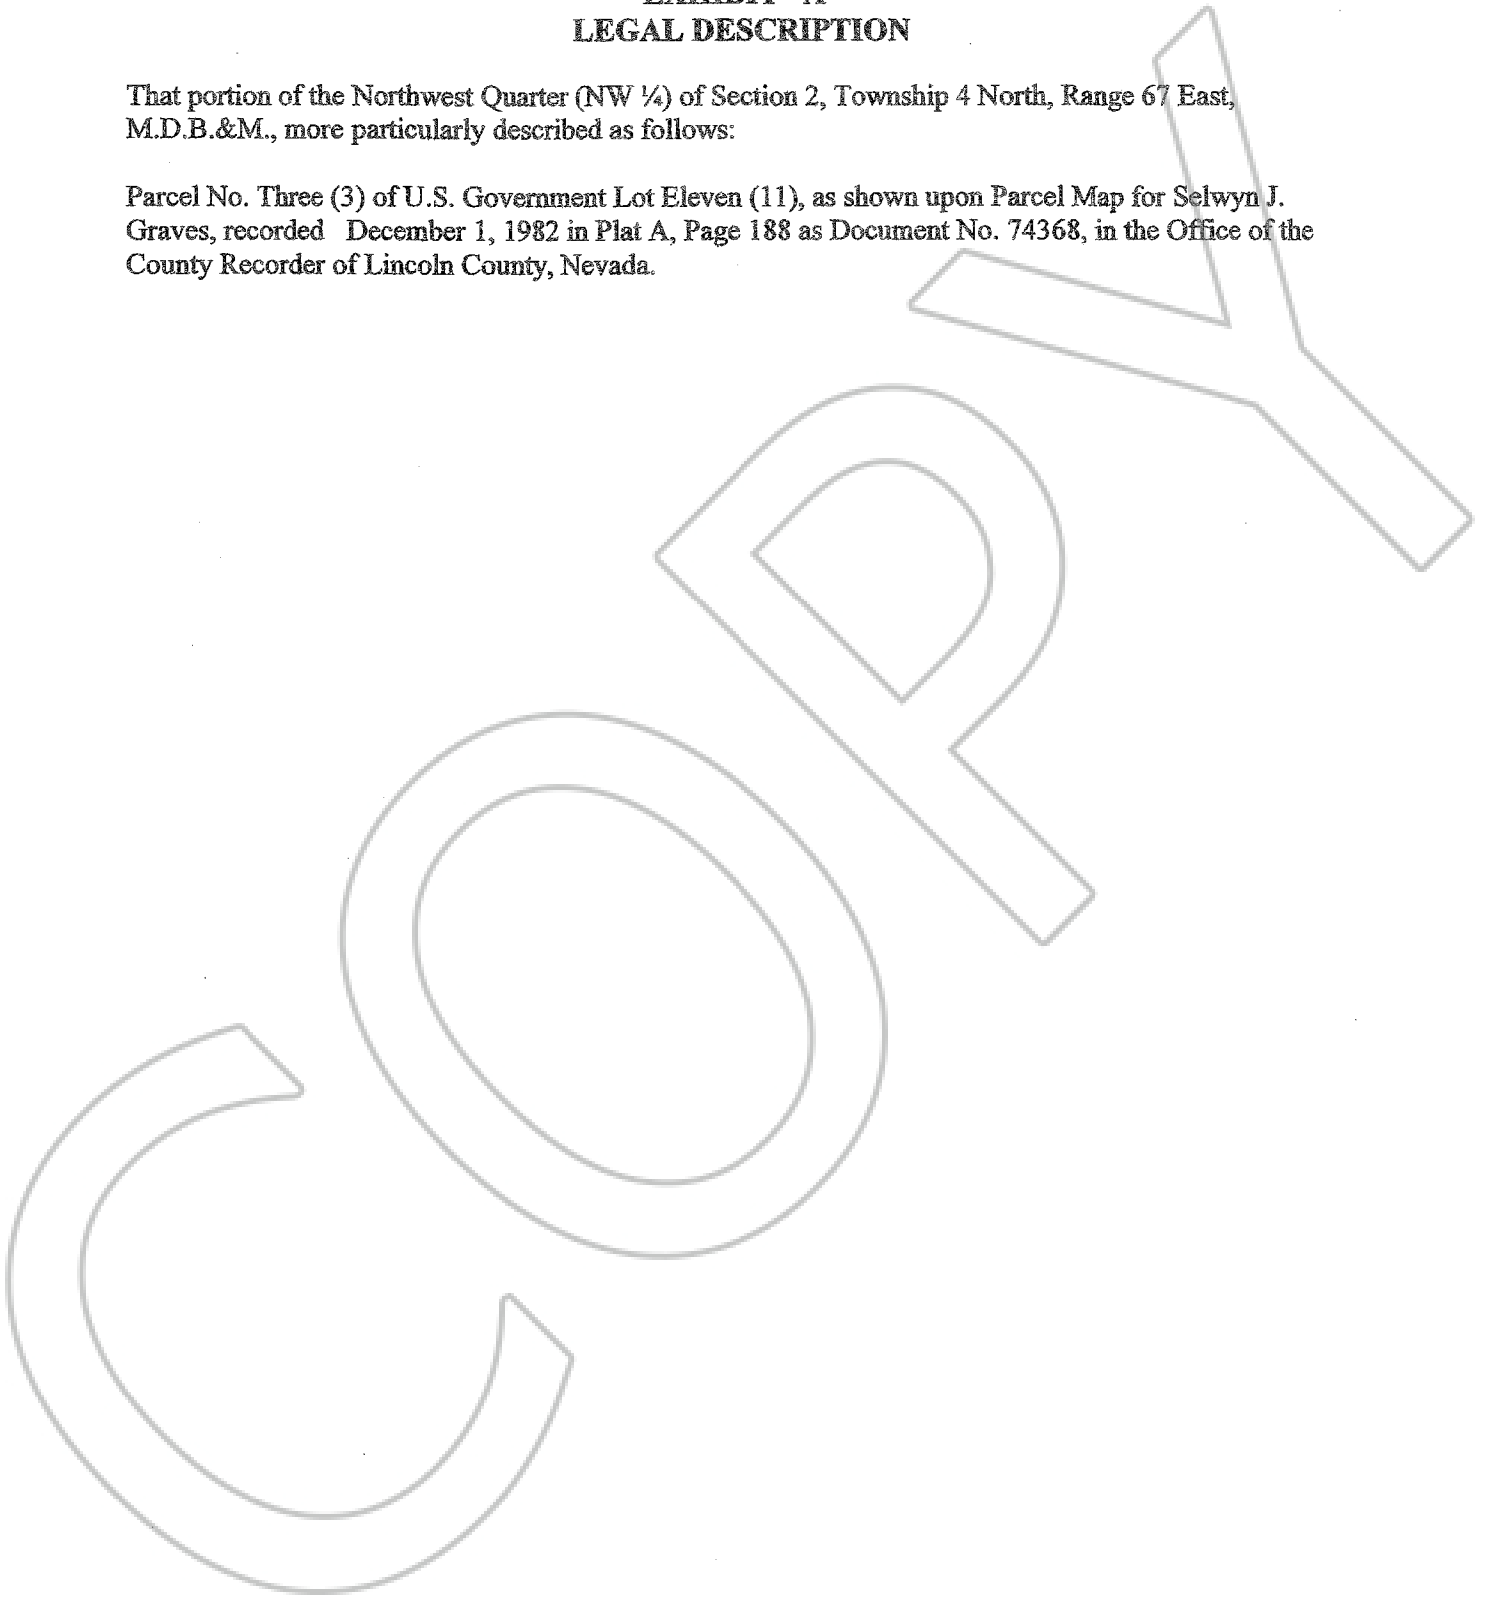 LEGAL DESCRIPTION
That portion of the Northwest Quarter (NW ¼) of Section 2, Township 4 North, Range 67 East,
M.D.B.&M., more particularly described as follows:
Parcel No. Three (3) of U.S. Government Lot Eleven (11), as shown upon Parcel Map for Selwyn J.
Graves, recorded December 1, 1982 in Plat A, Page 188 as Document No. 74368, in the Office of the
County Recorder of Lincoln County, Nevada.
COPY